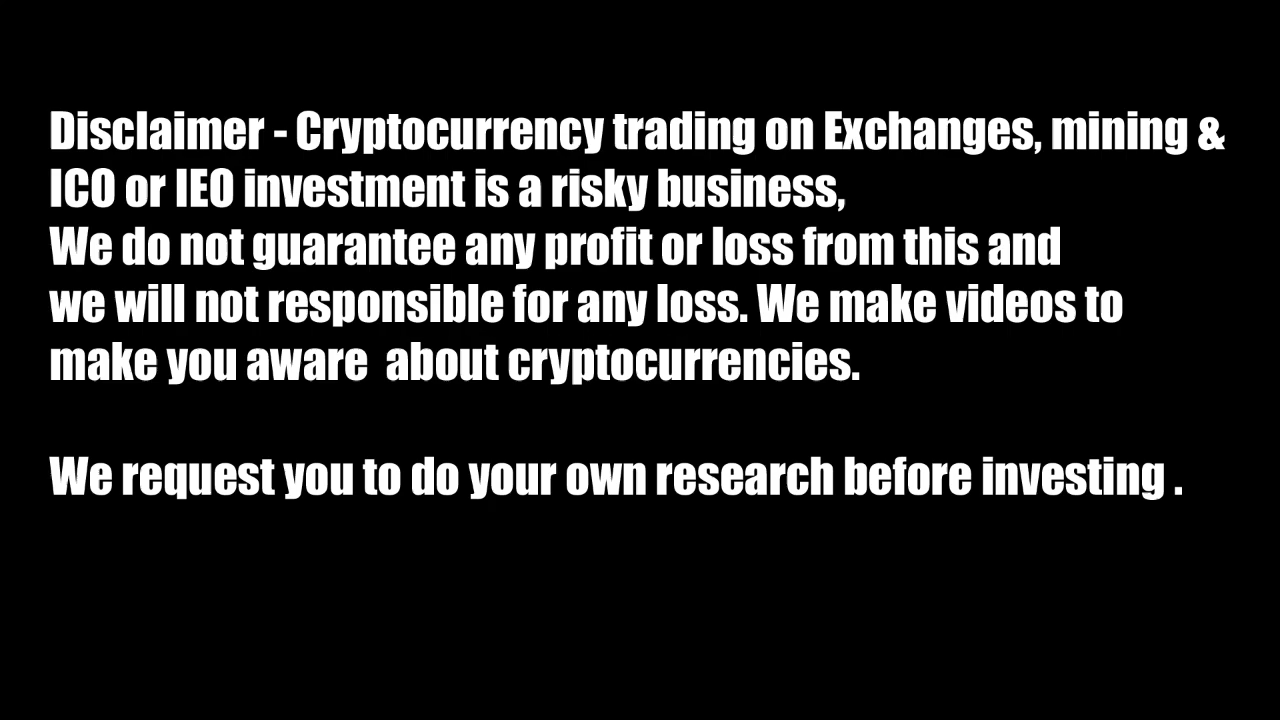 Disclaimer - Cryptocurrency trading on Exchanges, mining &
ICO or IEO investment is a risky business,
We do not guarantee any profit or loss from this and
we will not responsible for any loss. We make videos to
make you aware  about cryptocurrencies.
We request you to do your own research before investing .